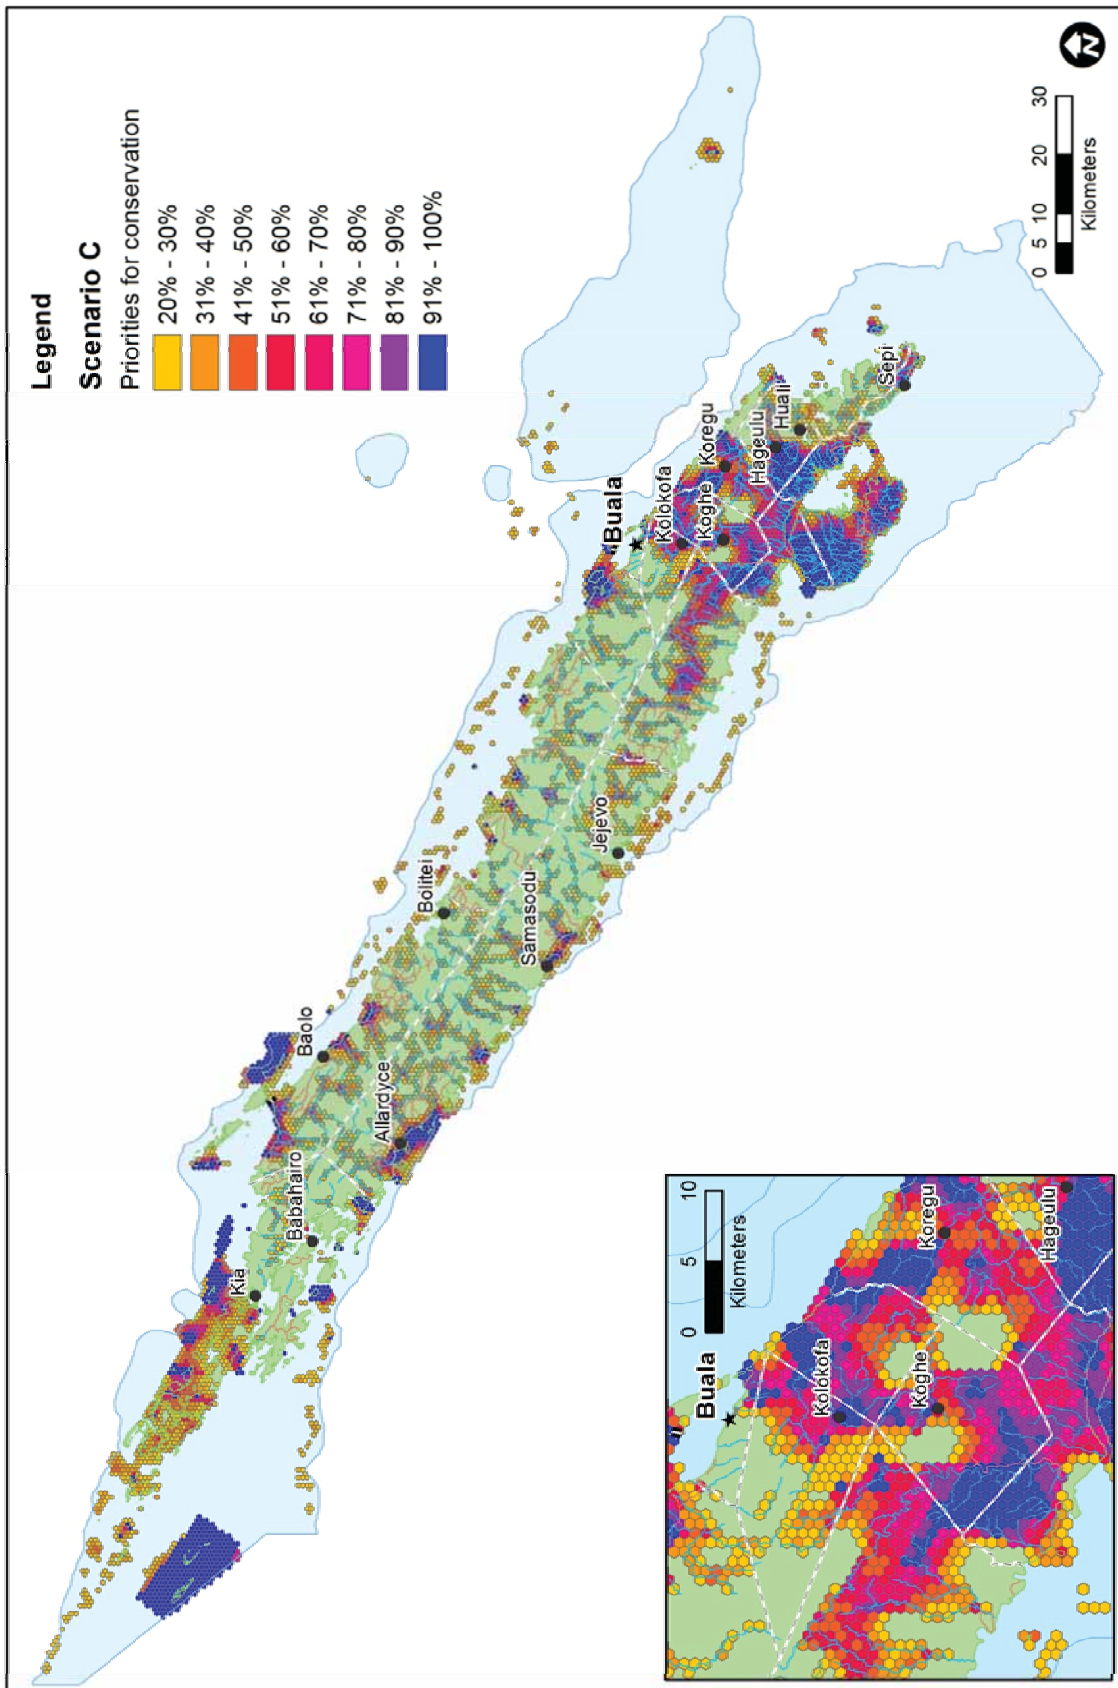 Legend
Scenario C
Priorities for conservation
20% - 30%
31% - 40%
41% - 50%
51% - 60%
61% - 70%
71% - 80%
81% - 90%
91% - 100%
Kia
Babahairo
Allardyce
Baolo
Bolitei
Samasodu
Jejevo
Buala
Kolokofa
Koghe
Koregu
Hageulu
Huali
Sepi
0 5 10 20 30
Kilometers
N
Buala
Kolokofa
Koghe
Koregu
Hageulu
0 5 10
Kilometers